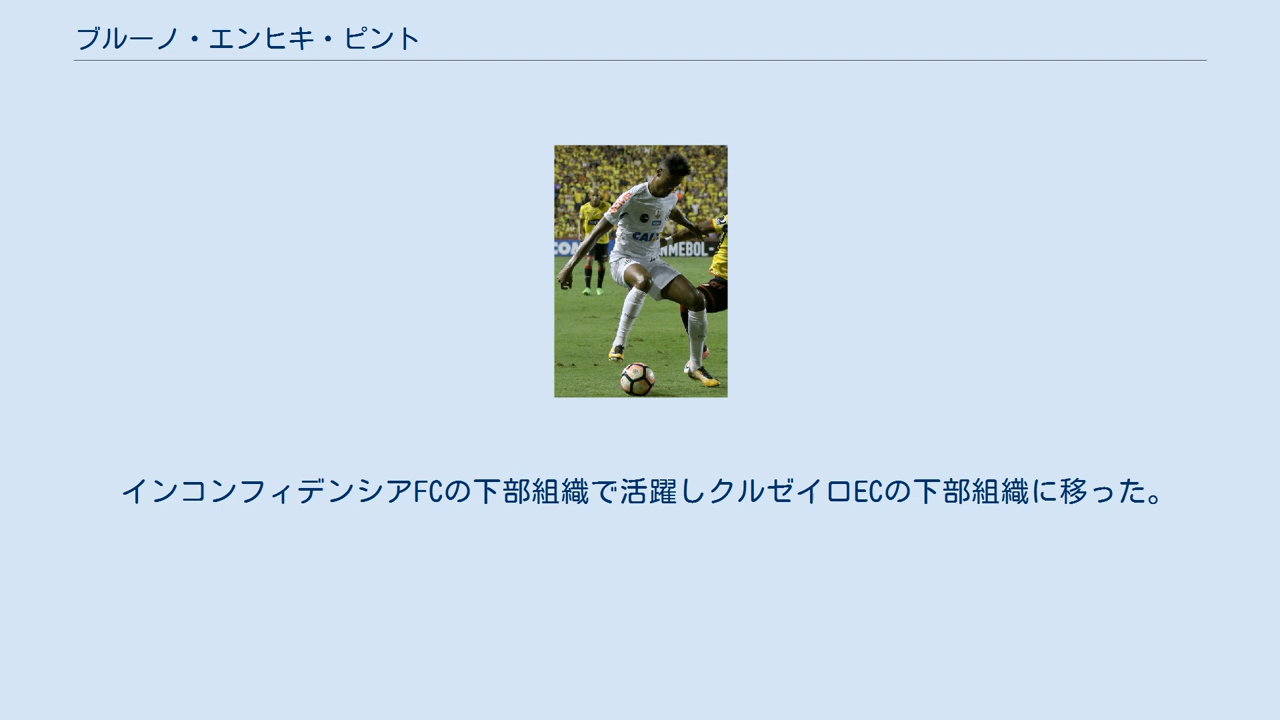 ブルーノ・エンヒキ・ピント
CAIXA
NMEBOL
インコンフィデンシアFCの下部組織で活躍しクルゼイロECの下部組織に移った。